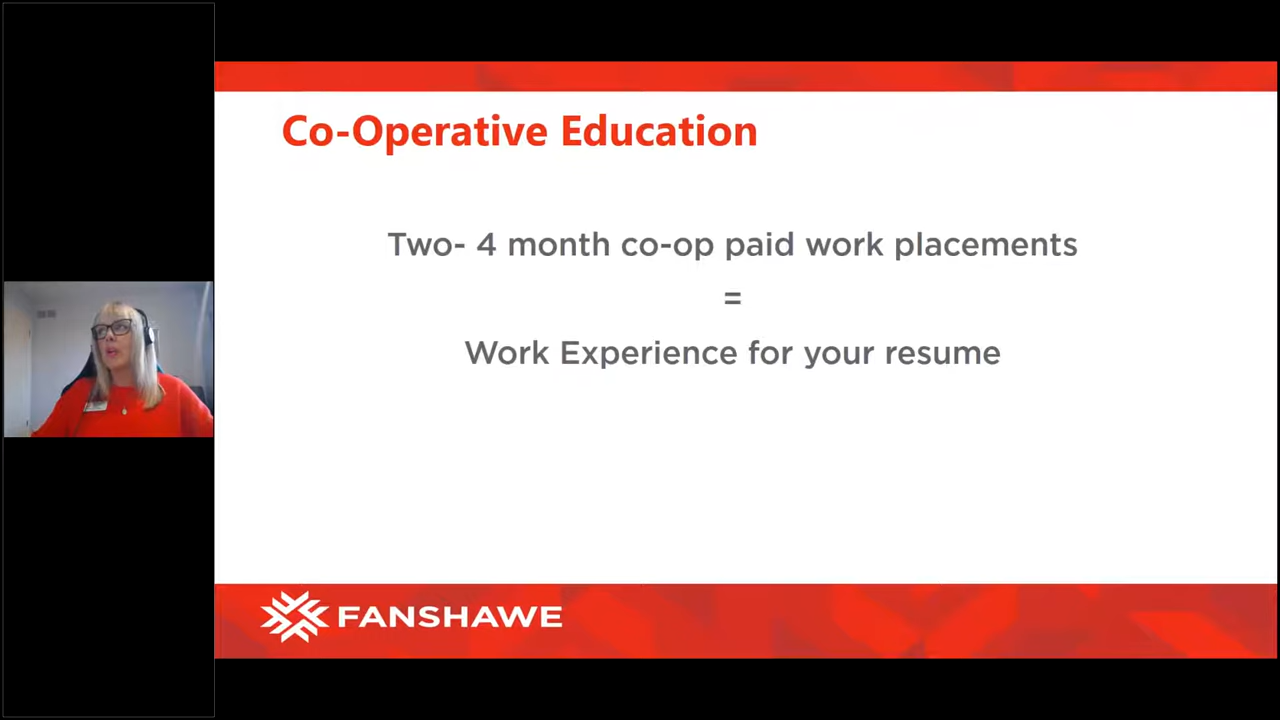 Co-Operative Education
Two- 4 month co-op paid work placements
=
Work Experience for your resume
FANSHAWE